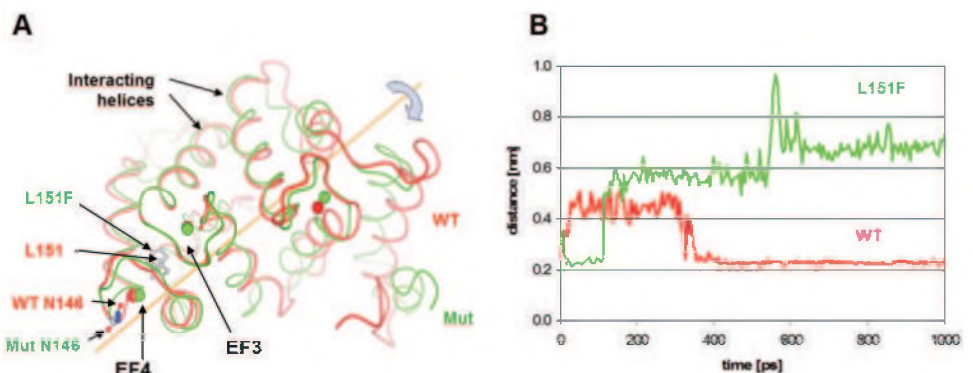 A
Interacting
helices
L151F
L151
WT N146
Mut N146
EF4
EF3
WT
Mut
B
distance [nm]
1.0
0.8
0.6
0.4
0.2
0.0
L151F
WT
0
200
400
600
800
1000
time [ps]